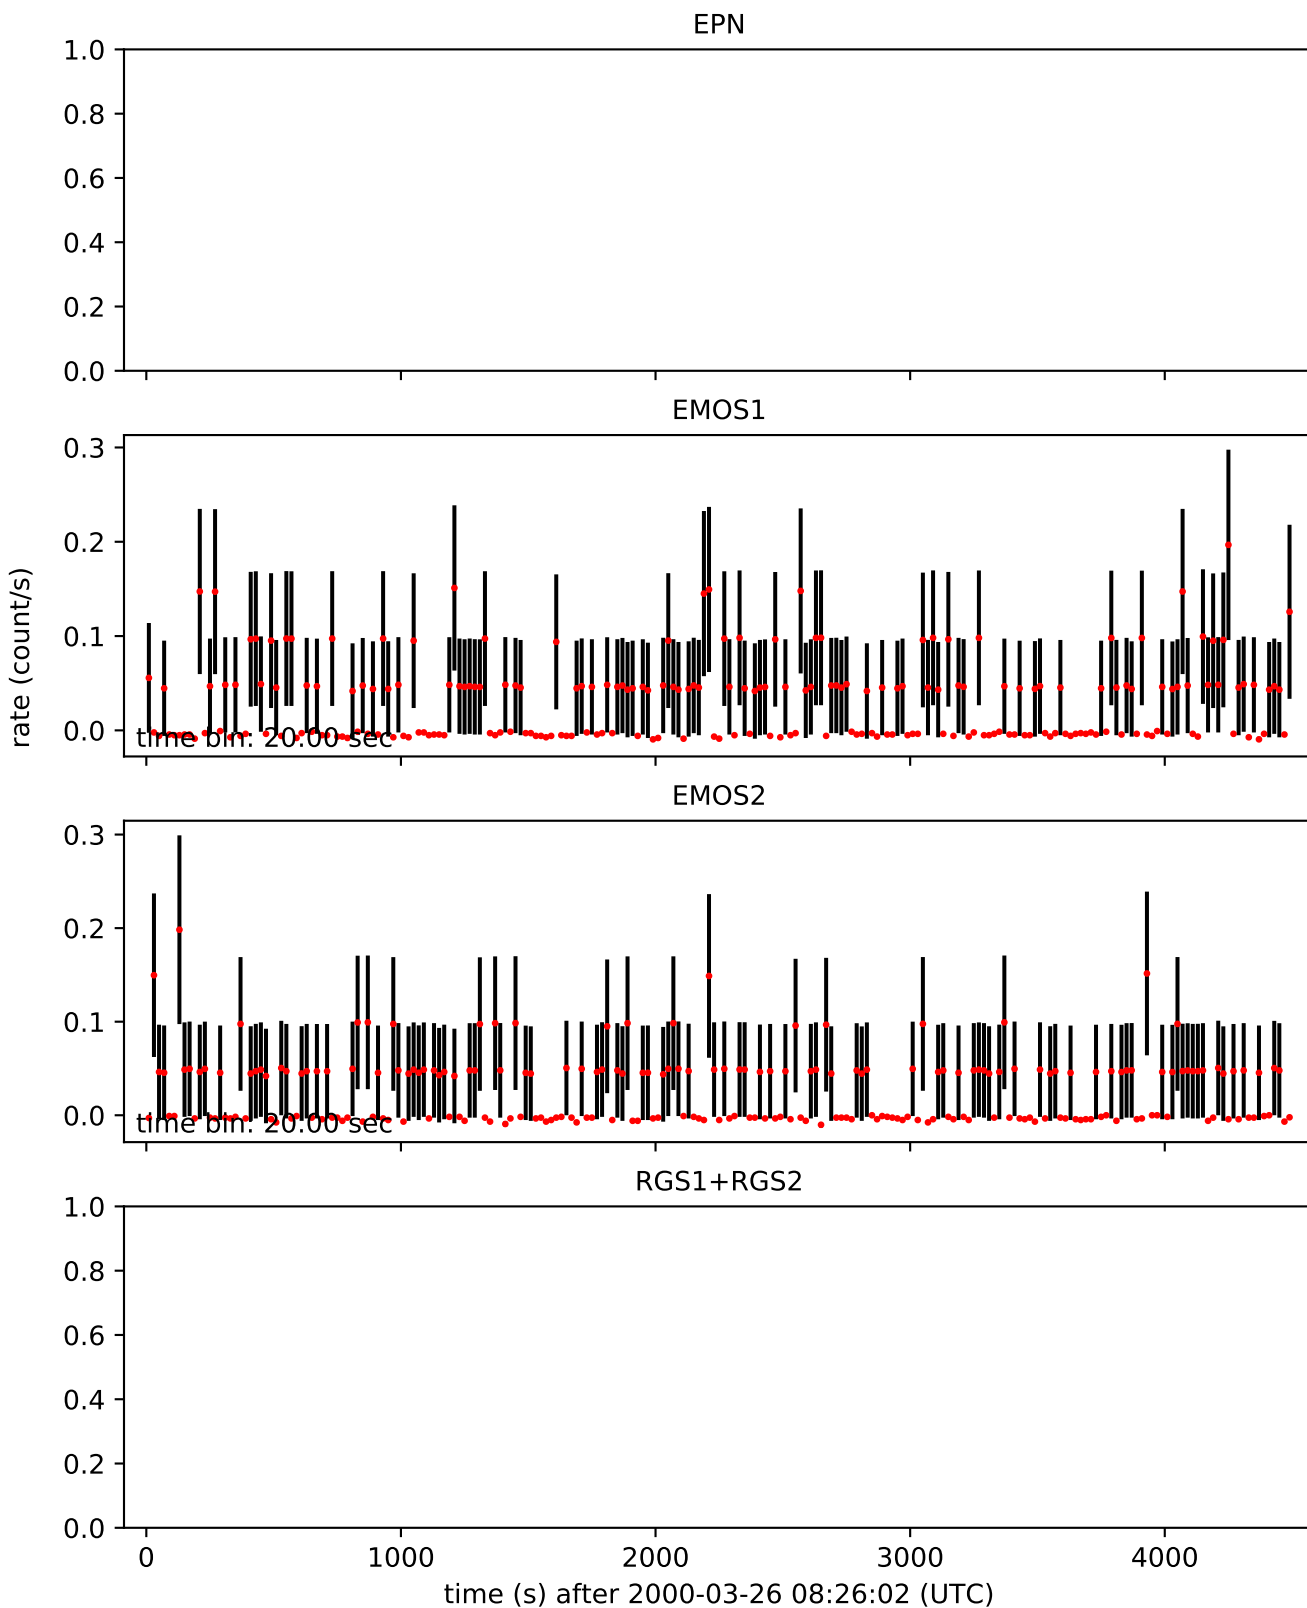 EPN
1.0
0.8
0.6
0.4
0.2
0.0
EMOS1
0.3
0.2
0.1
0.0
time bin: 20.00 sec
rate (count/s)
EMOS2
0.3
0.2
0.1
0.0
time bin: 20.00 sec
RGS1+RGS2
1.0
0.8
0.6
0.4
0.2
0.0
0 1000 2000 3000 4000
time (s) after 2000-03-26 08:26:02 (UTC)